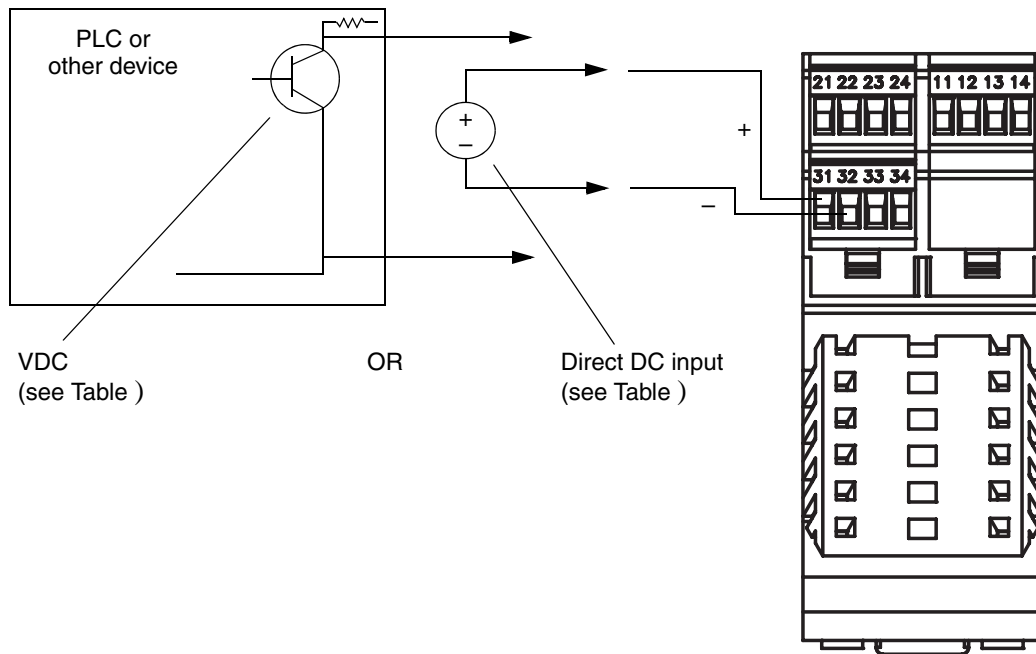 PLC or
other device
+
–
+
–
21 22 23 24
11 12 13 14
31 32 33 34
VDC
(see Table )
OR
Direct DC input
(see Table )